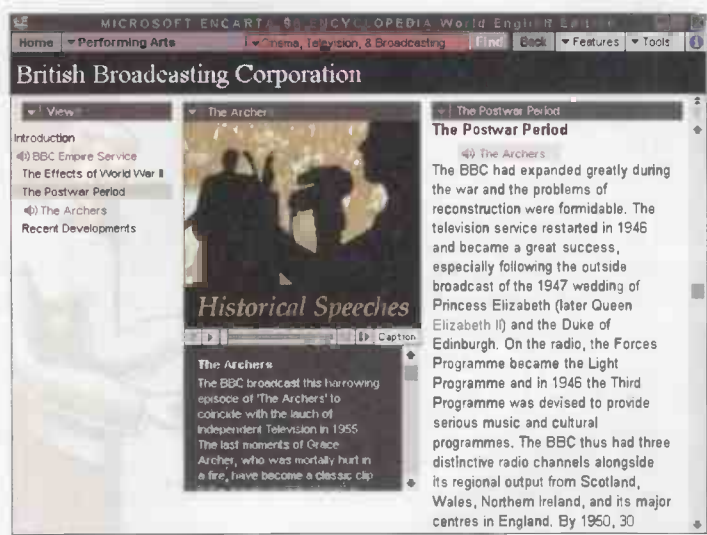 MICROSOFT ENCARTA 98 ENCYCLOPEDIA World English Edition
Home Performing Arts Cinema, Television, & Broadcasting Find Back Features Tools
British Broadcasting Corporation
View
Introduction
BBC Empire Service
The Effects of World War II
The Postwar Period
The Archers
Recent Developments
The Archers
Historical Speeches
Caption
The Archers
The BBC broadcast this harrowing
episode of 'The Archers' to
coincide with the lauch of
Independent Television in 1955
The last moments of Grace
Archer, who was mortally hurt in
a fire, have become a classic clip
The Postwar Period
The Postwar Period
The Archers
The BBC had expanded greatly during
the war and the problems of
reconstruction were formidable. The
television service restarted in 1946
and became a great success,
especially following the outside
broadcast of the 1947 wedding of
Princess Elizabeth (later Queen
Elizabeth II) and the Duke of
Edinburgh. On the radio, the Forces
Programme became the Light
Programme and in 1946 the Third
Programme was devised to provide
serious music and cultural
programmes. The BBC thus had three
distinctive radio channels alongside
its regional output from Scotland,
Wales, Northern Ireland, and its major
centres in England. By 1950, 30